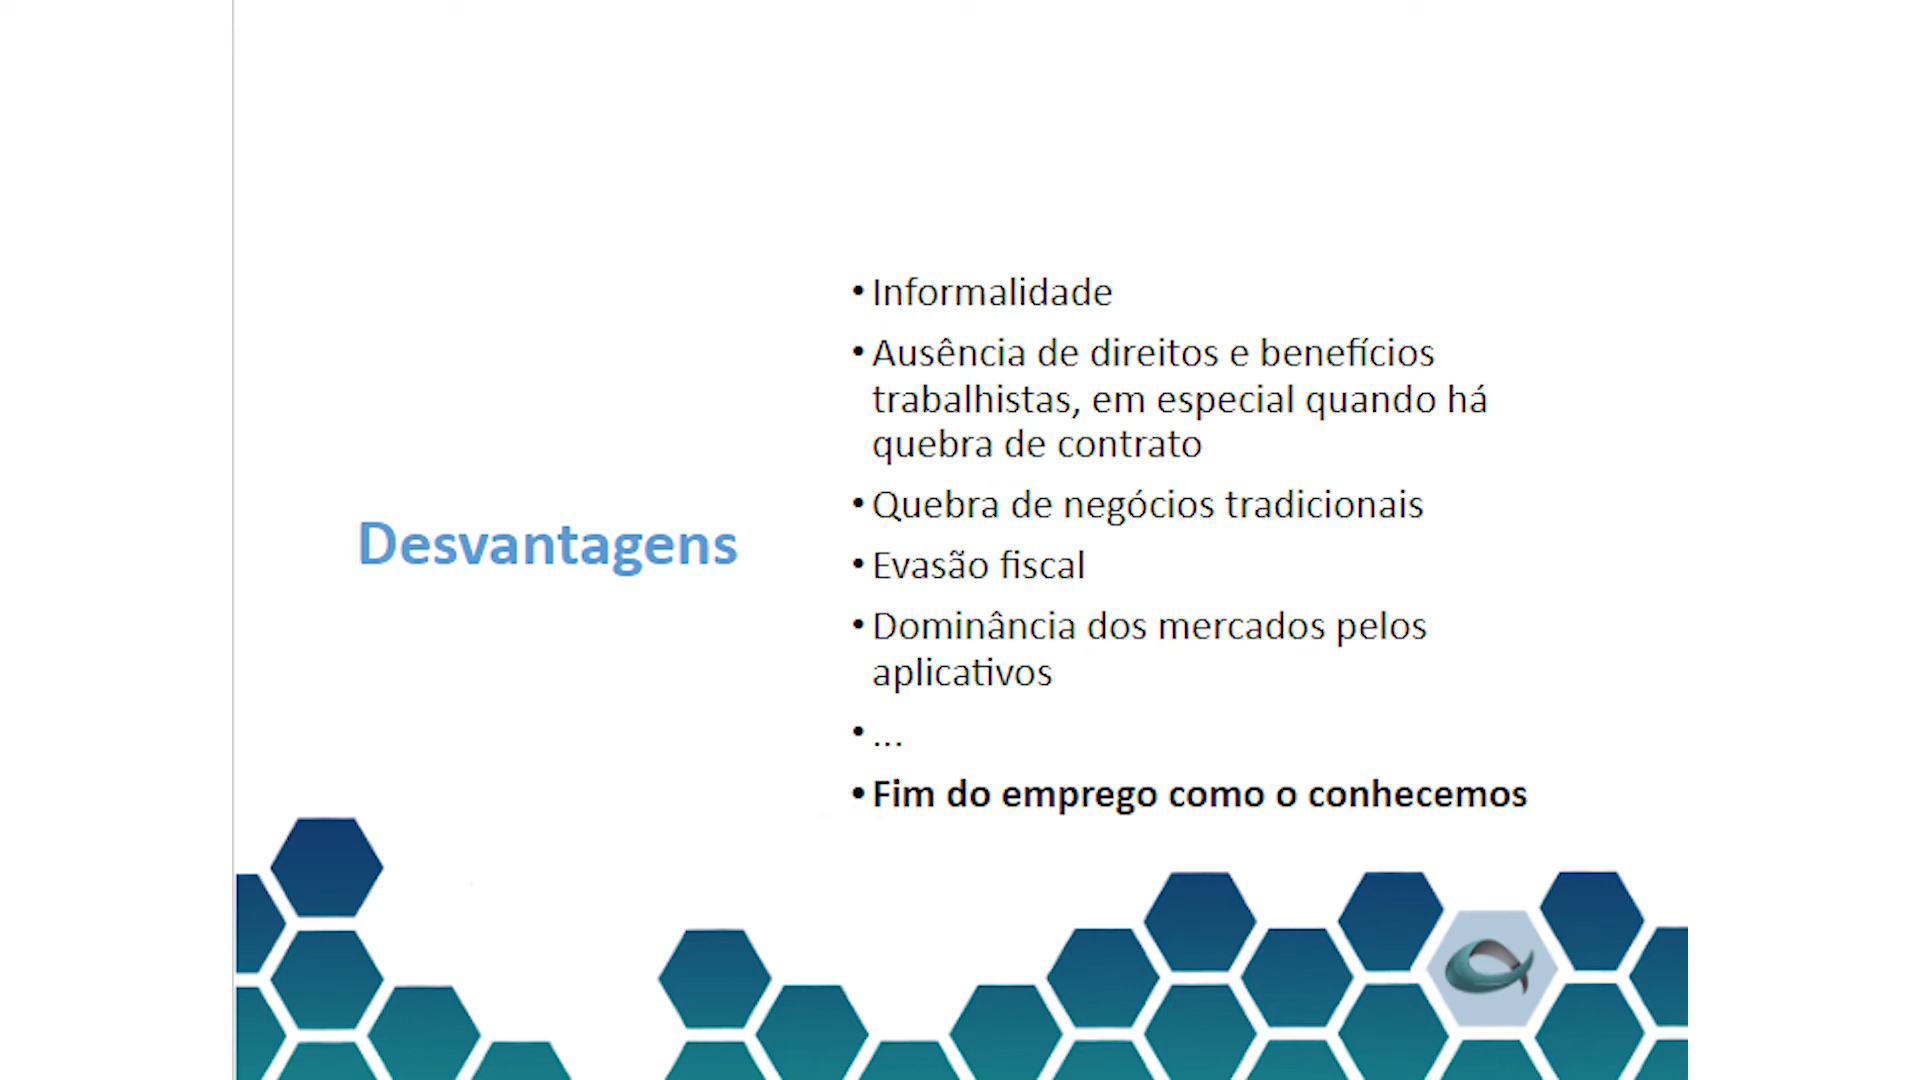 Desvantagens
• Informalidade
• Ausência de direitos e benefícios
trabalhistas, em especial quando há
quebra de contrato
• Quebra de negócios tradicionais
• Evasão fiscal
• Dominância dos mercados pelos
aplicativos
• ...
• Fim do emprego como o conhecemos